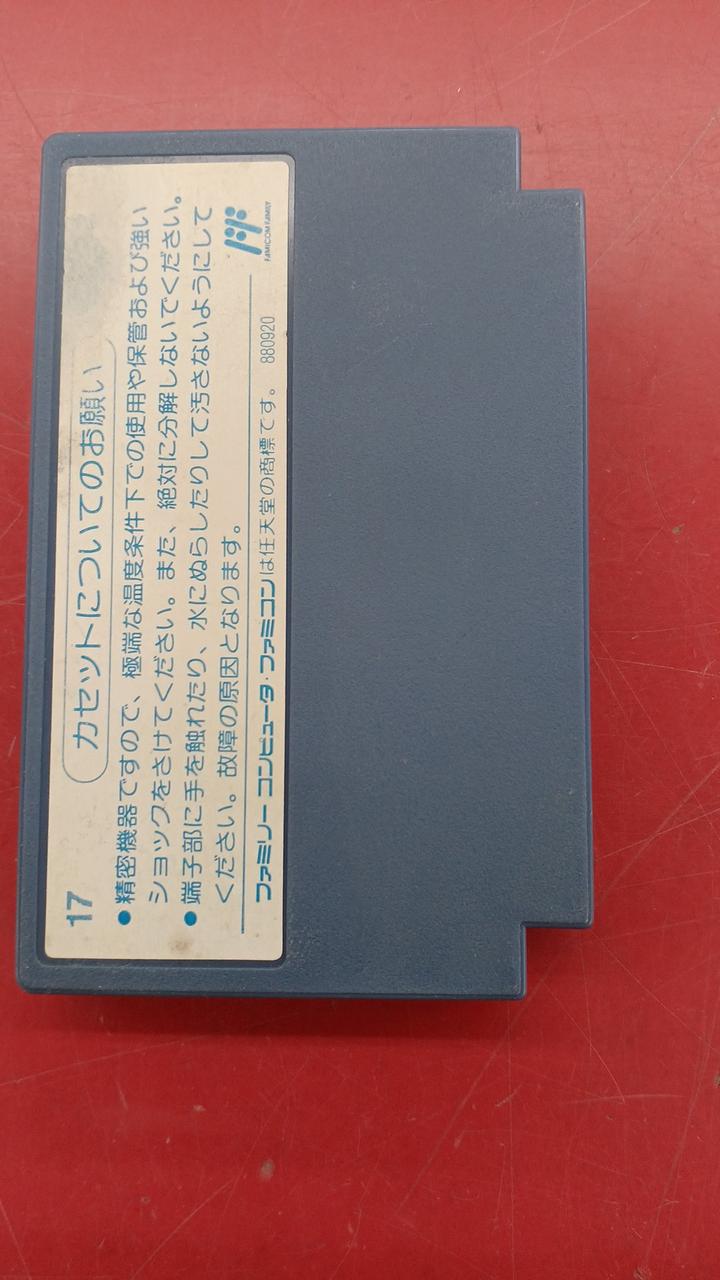 17
カセットについてのお願い
●精密機器ですので、極端な温度条件下での使用や保管および強い
ショックをさけてください。また、絶対に分解しないでください。
●端子部に手を触れたり、水にぬらしたりして汚さないようにして
ください。故障の原因となります。
ファミリーコンピュータ・ファミコンは任天堂の商標です。 880920
FAMICOM FAMILY